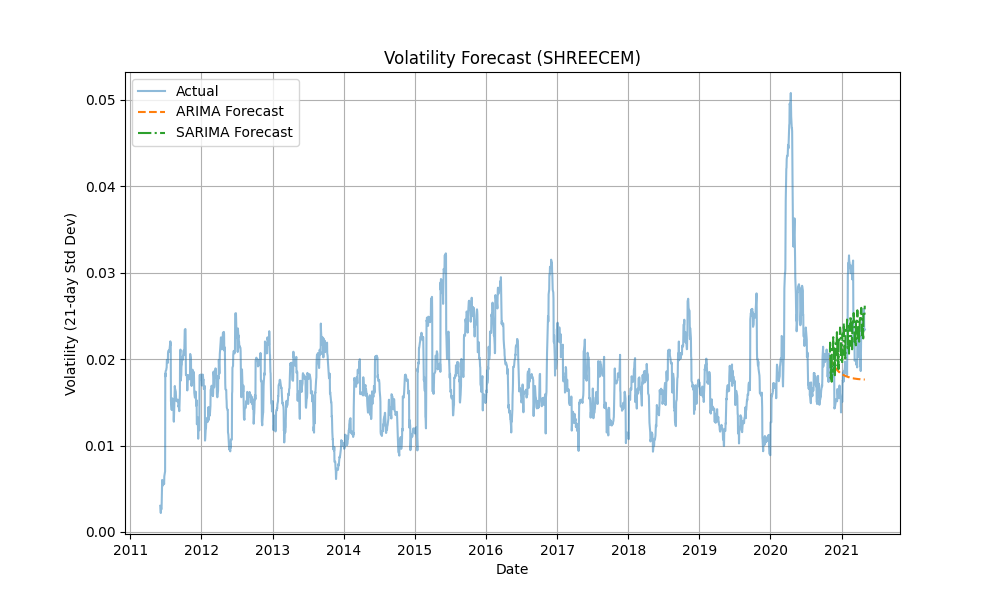 Volatility Forecast (SHREECEM)
Actual
ARIMA Forecast
SARIMA Forecast
Volatility (21-day Std Dev)
0.05
0.04
0.03
0.02
0.01
0.00
2011 2012 2013 2014 2015 2016 2017 2018 2019 2020 2021
Date